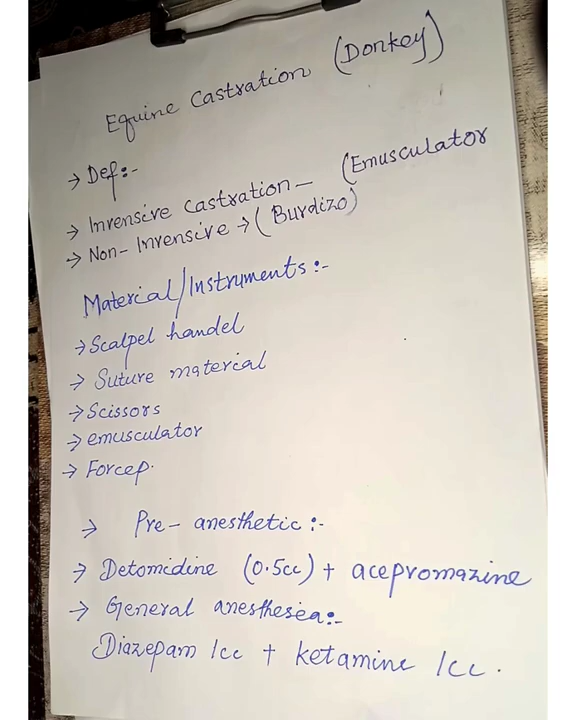 Equine Castration (Donkey)
→ Def:-
→ Invensive Castration - (Emusculator
→ Non-Invensive → (Burdizo)
Material/Instruments:-
→ Scalpel handel
→ Suture material
→ Scissors
→ emusculator
→ Forcep.
→ Pre-anesthetic:-
→ Detomidine (0.5cc) + acepromazine
→ General anesthesea:-
Diazepam 1cc + ketamine 1cc.